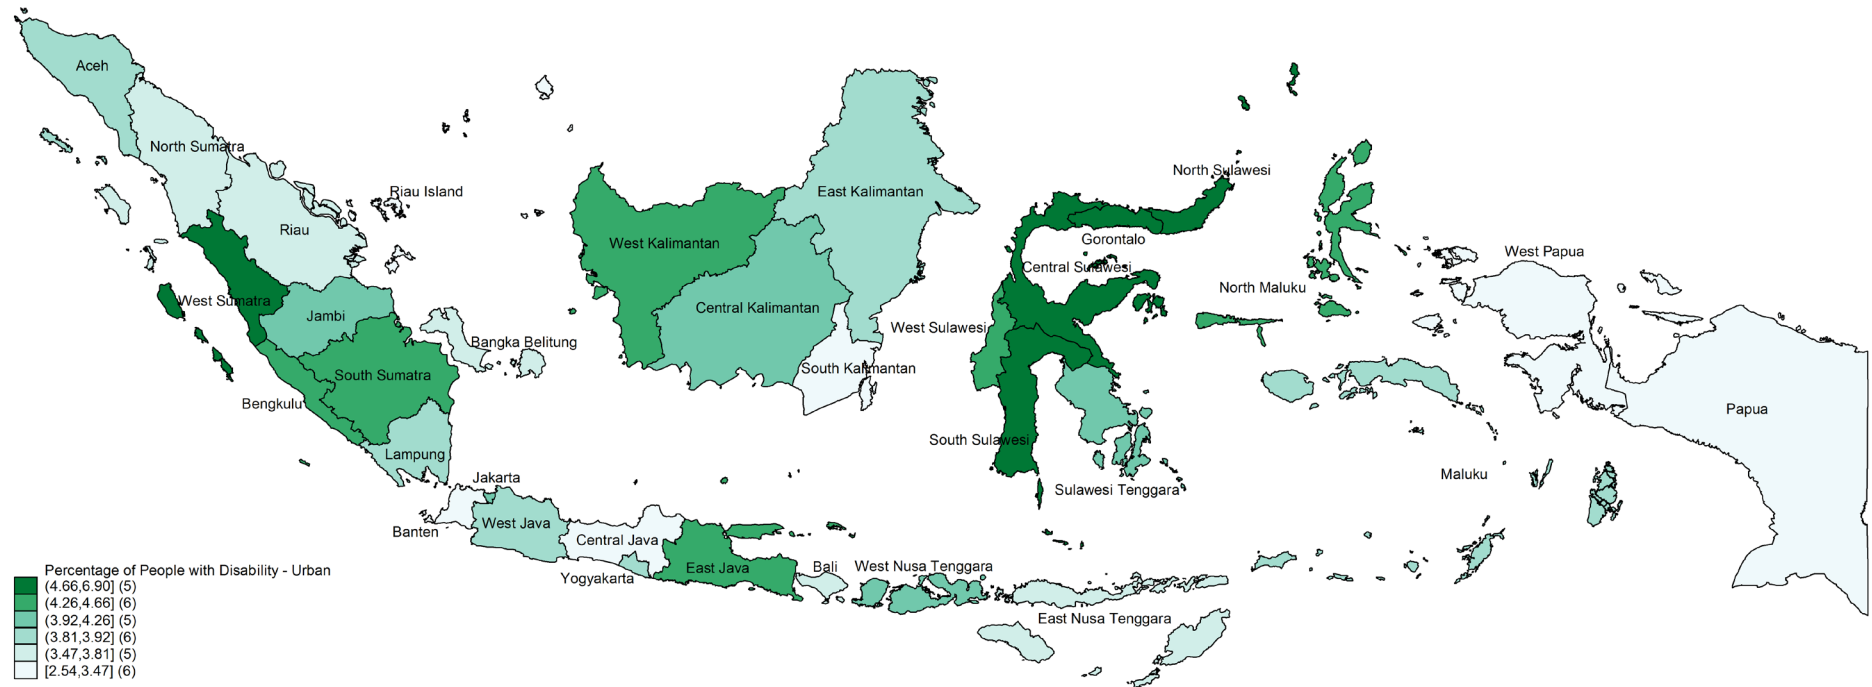 Aceh
North Sumatra
Riau Island
Riau
West Sumatra
Jambi
Bangka Belitung
South Sumatra
Bengkulu
Lampung
Jakarta
Banten
West Java
Central Java
Yogyakarta
East Java
Bali
West Nusa Tenggara
East Nusa Tenggara
East Kalimantan
West Kalimantan
Central Kalimantan
South Kalimantan
North Sulawesi
Gorontalo
Central Sulawesi
West Sulawesi
South Sulawesi
Sulawesi Tenggara
North Maluku
Maluku
West Papua
Papua
Percentage of People with Disability - Urban
(4.66,6.90] (5)
(4.26,4.66] (6)
(3.92,4.26] (5)
(3.81,3.92] (6)
(3.47,3.81] (5)
[2.54,3.47] (6)